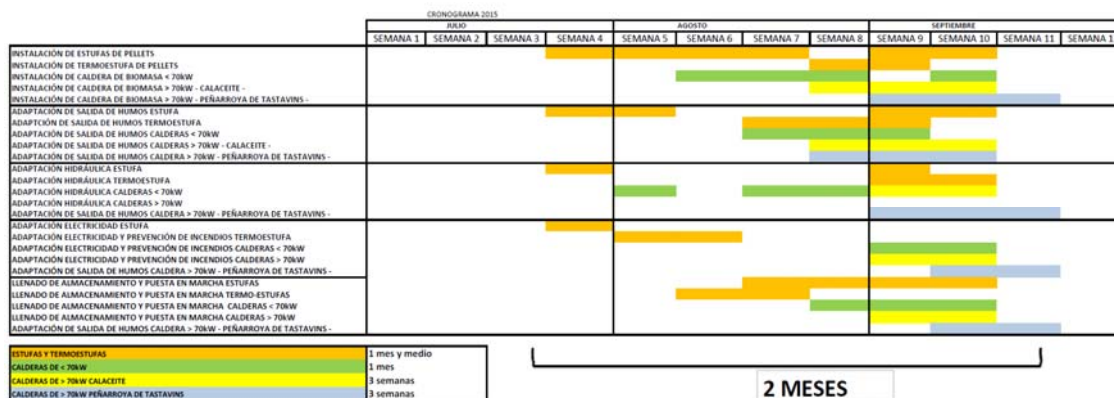 CRONOGRAMA 2015
JULIO AGOSTO SEPTIEMBRE
SEMANA 1 SEMANA 2 SEMANA 3 SEMANA 4 SEMANA 5 SEMANA 6 SEMANA 7 SEMANA 8 SEMANA 9 SEMANA 10 SEMANA 11 SEMANA 1
INSTALACIÓN DE ESTUFAS DE PELLETS
INSTALACIÓN DE TERMOESTUFA DE PELLETS
INSTALACIÓN DE CALDERA DE BIOMASA < 70kW
INSTALACIÓN DE CALDERA DE BIOMASA > 70kW - CALACEITE -
INSTALACIÓN DE CALDERA DE BIOMASA > 70kW - PEÑARROYA DE TASTAVINS -
ADAPTACIÓN DE SALIDA DE HUMOS ESTUFA
ADAPTCIÓN DE SALIDA DE HUMOS TERMOESTUFA
ADAPTACIÓN DE SALIDA DE HUMOS CALDERAS < 70kW
ADAPTACIÓN DE SALIDA DE HUMOS CALDERAS > 70kW - CALACEITE -
ADAPTACIÓN DE SALIDA DE HUMOS CALDERA > 70kW - PEÑARROYA DE TASTAVINS -
ADAPTACIÓN HIDRÁULICA ESTUFA
ADAPTACIÓN HIDRÁULICA TERMOESTUFA
ADAPTACIÓN HIDRÁULICA CALDERAS < 70kW
ADAPTACIÓN HIDRÁULICA CALDERAS > 70kW
ADAPTACIÓN DE SALIDA DE HUMOS CALDERA > 70kW - PEÑARROYA DE TASTAVINS -
ADAPTACIÓN ELECTRICIDAD ESTUFA
ADAPTACIÓN ELECTRICIDAD Y PREVENCIÓN DE INCENDIOS TERMOESTUFA
ADAPTACIÓN ELECTRICIDAD Y PREVENCIÓN DE INCENDIOS CALDERAS < 70kW
ADAPTACIÓN ELECTRICIDAD Y PREVENCIÓN DE INCENDIOS CALDERAS > 70kW
ADAPTACIÓN DE SALIDA DE HUMOS CALDERA > 70kW - PEÑARROYA DE TASTAVINS -
LLENADO DE ALMACENAMIENTO Y PUESTA EN MARCHA ESTUFAS
LLENADO DE ALMACENAMIENTO Y PUESTA EN MARCHA TERMO-ESTUFAS
LLENADO DE ALMACENAMIENTO Y PUESTA EN MARCHA CALDERAS < 70kW
LLENADO DE ALMACENAMIENTO Y PUESTA EN MARCHA CALDERAS > 70kW
ADAPTACIÓN DE SALIDA DE HUMOS CALDERA > 70kW - PEÑARROYA DE TASTAVINS -
ESTUFAS Y TERMOESTUFAS 1 mes y medio
CALDERAS DE < 70kW 1 mes
CALDERAS DE > 70kW CALACEITE 3 semanas
CALDERAS DE > 70kW PEÑARROYA DE TASTAVINS 3 semanas
2 MESES